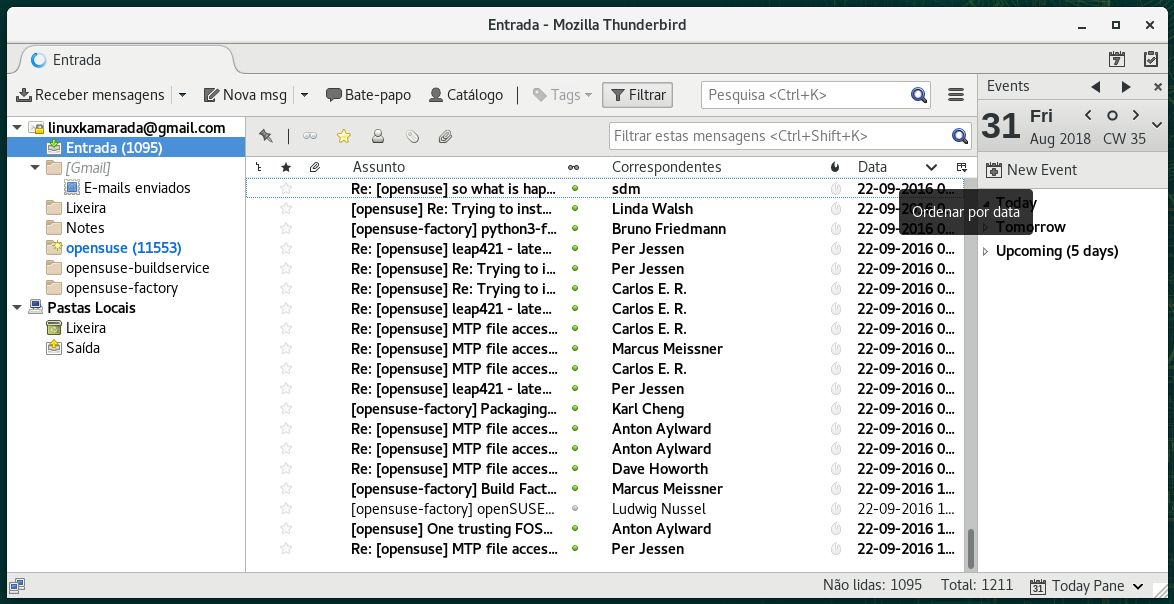 Entrada - Mozilla Thunderbird
Entrada
7
Receber mensagens Nova msg Bate-papo Catálogo Tags Filtrar Pesquisa <Ctrl+K>
Events
31 Fri
Aug 2018 CW 35
New Event
Today
Tomorrow
Upcoming (5 days)
linuxkamarada@gmail.com
Entrada (1095)
[Gmail]
E-mails enviados
Lixeira
Notes
opensuse (11553)
opensuse-buildservice
opensuse-factory
Pastas Locais
Lixeira
Saída
Filtrar estas mensagens <Ctrl+Shift+K>
Assunto Correspondentes Data
Ordenar por data
Re: [opensuse] so what is hap... sdm 22-09-2016 0...
[opensuse] Re: Trying to inst... Linda Walsh 22-09-
[opensuse-factory] python3-f... Bruno Friedmann 22-09-
Re: [opensuse] leap421 - late... Per Jessen 22-09-2016 0...
Re: [opensuse] Re: Trying to i... Per Jessen 22-09-2016 0...
Re: [opensuse] Re: Trying to i... Carlos E. R. 22-09-2016 0...
Re: [opensuse] leap421 - late... Carlos E. R. 22-09-2016 0...
Re: [opensuse] MTP file acces... Carlos E. R. 22-09-2016 0...
Re: [opensuse] MTP file acces... Marcus Meissner 22-09-2016 0...
Re: [opensuse] MTP file acces... Carlos E. R. 22-09-2016 0...
Re: [opensuse] leap421 - late... Per Jessen 22-09-2016 0...
[opensuse-factory] Packaging... Karl Cheng 22-09-2016 0...
Re: [opensuse] MTP file acces... Anton Aylward 22-09-2016 0...
Re: [opensuse] MTP file acces... Anton Aylward 22-09-2016 0...
Re: [opensuse] MTP file acces... Dave Howorth 22-09-2016 0...
[opensuse-factory] Build Fact... Marcus Meissner 22-09-2016 1...
[opensuse-factory] openSUSE... Ludwig Nussel 22-09-2016 1...
[opensuse] One trusting FOS... Anton Aylward 22-09-2016 1...
Re: [opensuse] MTP file acces... Per Jessen 22-09-2016 1...
Não lidas: 1095 Total: 1211 31 Today Pane